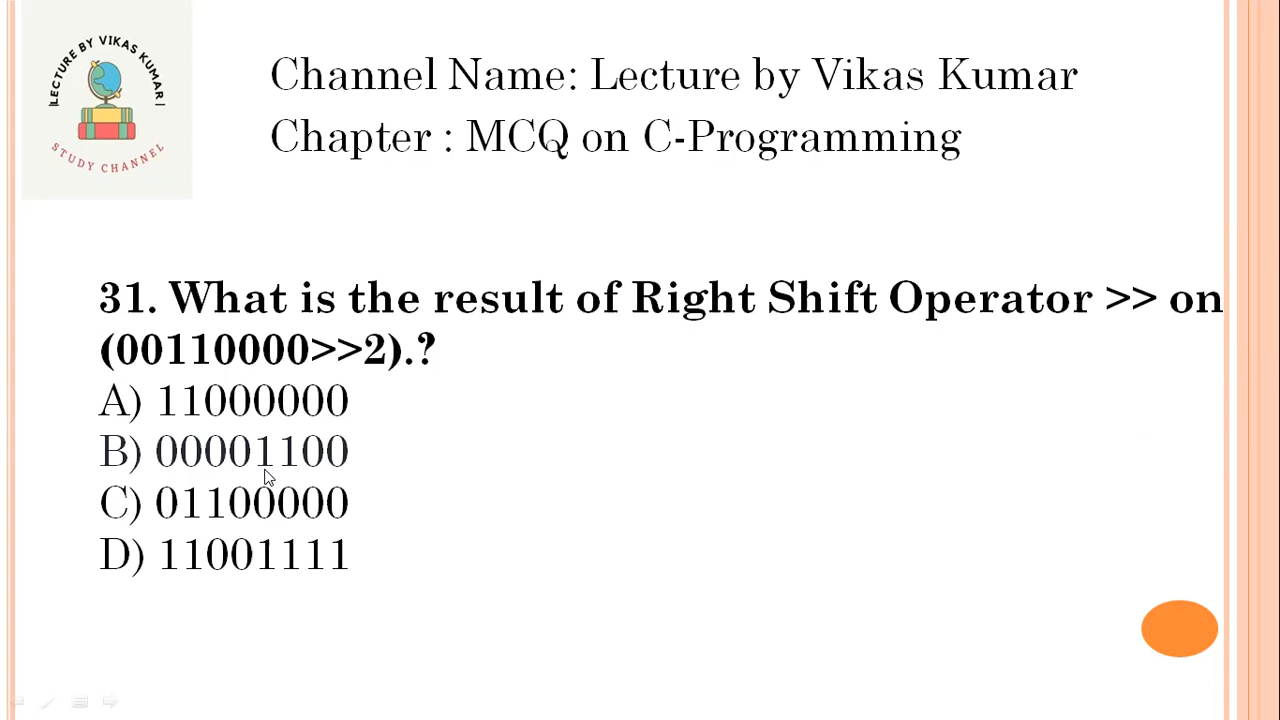 LECTURE BY VIKAS KUMAR
STUDY CHANNEL
Channel Name: Lecture by Vikas Kumar
Chapter : MCQ on C-Programming
31. What is the result of Right Shift Operator >> on
(00110000>>2).?
A) 11000000
B) 00001100
C) 01100000
D) 11001111